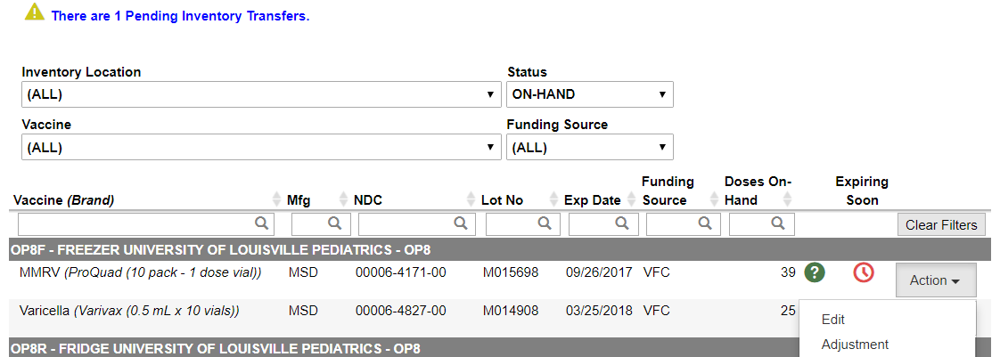 There are 1 Pending Inventory Transfers.
Inventory Location Status
(ALL) ON-HAND
Vaccine Funding Source
(ALL) (ALL)
Vaccine (Brand) Mfg NDC Lot No Exp Date Funding Source Doses On-Hand Expiring Soon
Clear Filters
OP8F - FREEZER UNIVERSITY OF LOUISVILLE PEDIATRICS - OP8
MMRV (ProQuad (10 pack - 1 dose vial)) MSD 00006-4171-00 M015698 09/26/2017 VFC 39 ? Action
Varicella (Varivax (0.5 mL x 10 vials)) MSD 00006-4827-00 M014908 03/25/2018 VFC 25
Edit
Adjustment
OP8R - FRIDGE UNIVERSITY OF LOUISVILLE PEDIATRICS - OP8